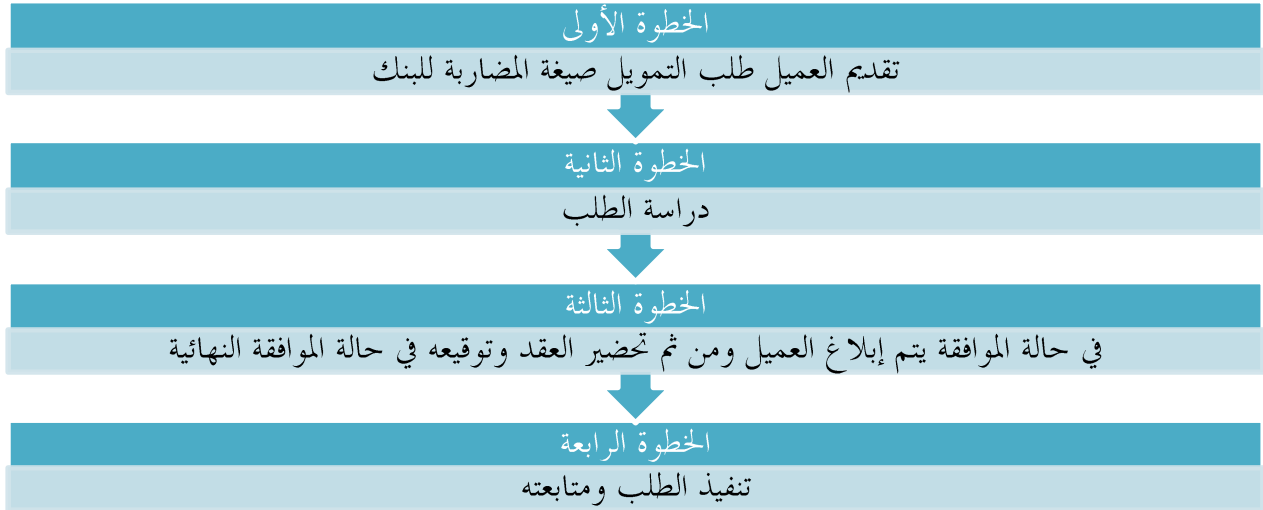 الخطوة الأولى
تقديم العميل طلب التمويل صيغة المضاربة للبنك
الخطوة الثانية
دراسة الطلب
الخطوة الثالثة
في حالة الموافقة يتم إبلاغ العميل ومن ثم تحضير العقد وتوقيعه في حالة الموافقة النهائية
الخطوة الرابعة
تنفيذ الطلب ومتابعته